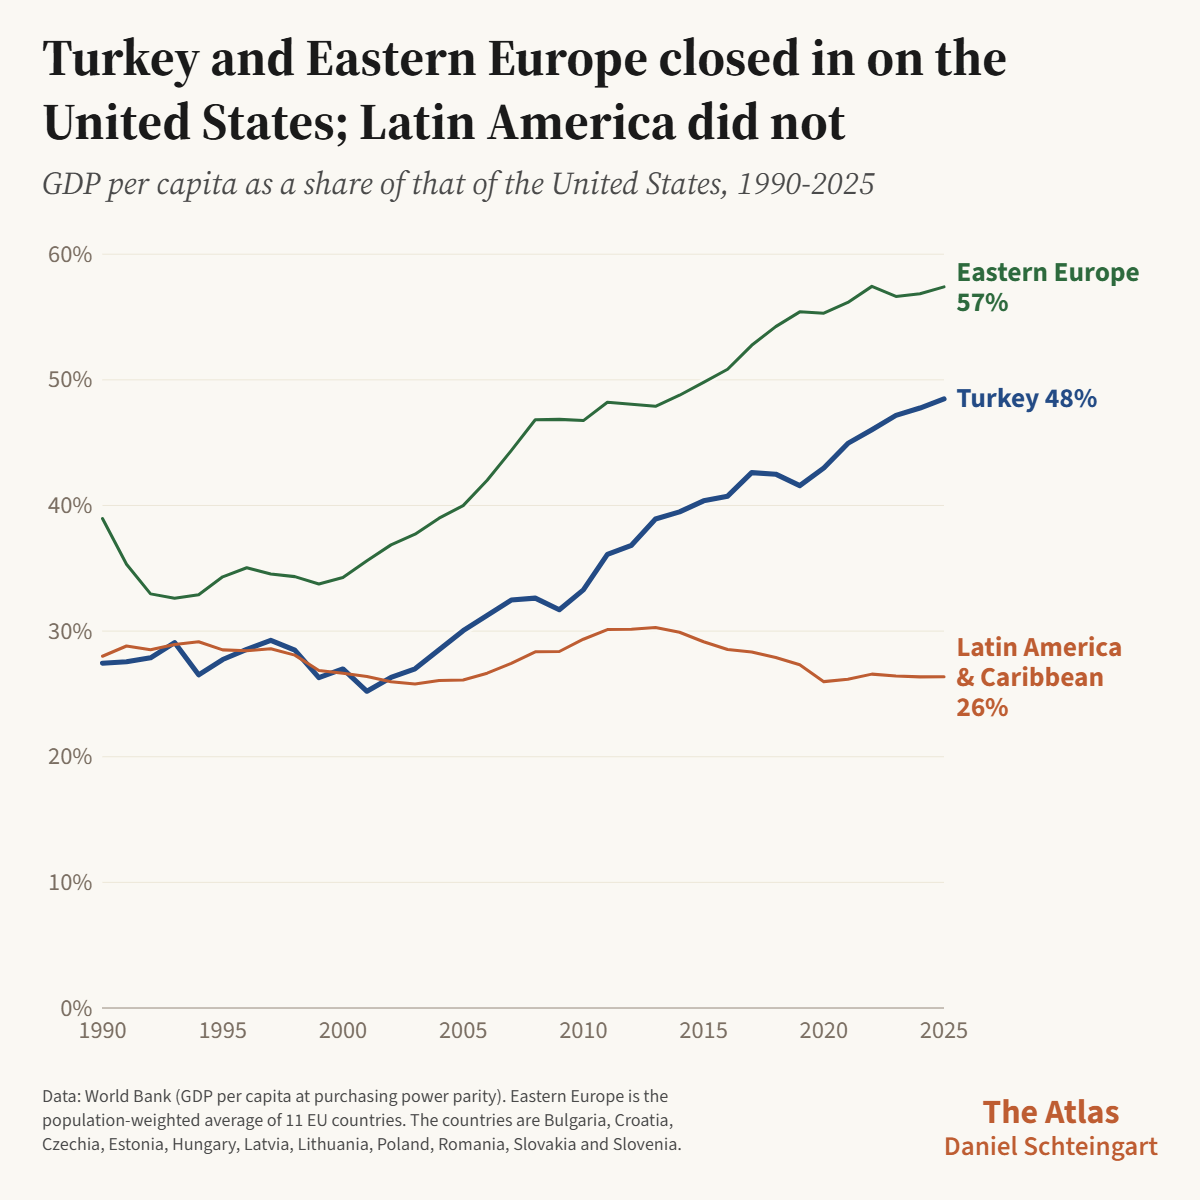 Turkey and Eastern Europe closed in on the
United States; Latin America did not
GDP per capita as a share of that of the United States, 1990-2025
60%
50%
40%
30%
20%
10%
0%
Eastern Europe
57%
Turkey 48%
Latin America
& Caribbean
26%
1990 1995 2000 2005 2010 2015 2020 2025
Data: World Bank (GDP per capita at purchasing power parity). Eastern Europe is the
population-weighted average of 11 EU countries. The countries are Bulgaria, Croatia,
Czechia, Estonia, Hungary, Latvia, Lithuania, Poland, Romania, Slovakia and Slovenia.
The Atlas
Daniel Schteingart